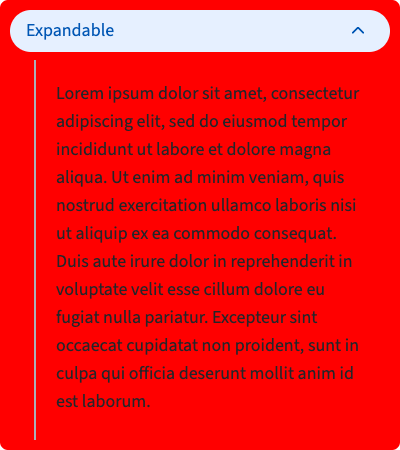 Expandable
Lorem ipsum dolor sit amet, consectetur
adipiscing elit, sed do eiusmod tempor
incididunt ut labore et dolore magna
aliqua. Ut enim ad minim veniam, quis
nostrud exercitation ullamco laboris nisi
ut aliquip ex ea commodo consequat.
Duis aute irure dolor in reprehenderit in
voluptate velit esse cillum dolore eu
fugiat nulla pariatur. Excepteur sint
occaecat cupidatat non proident, sunt in
culpa qui officia deserunt mollit anim id
est laborum.